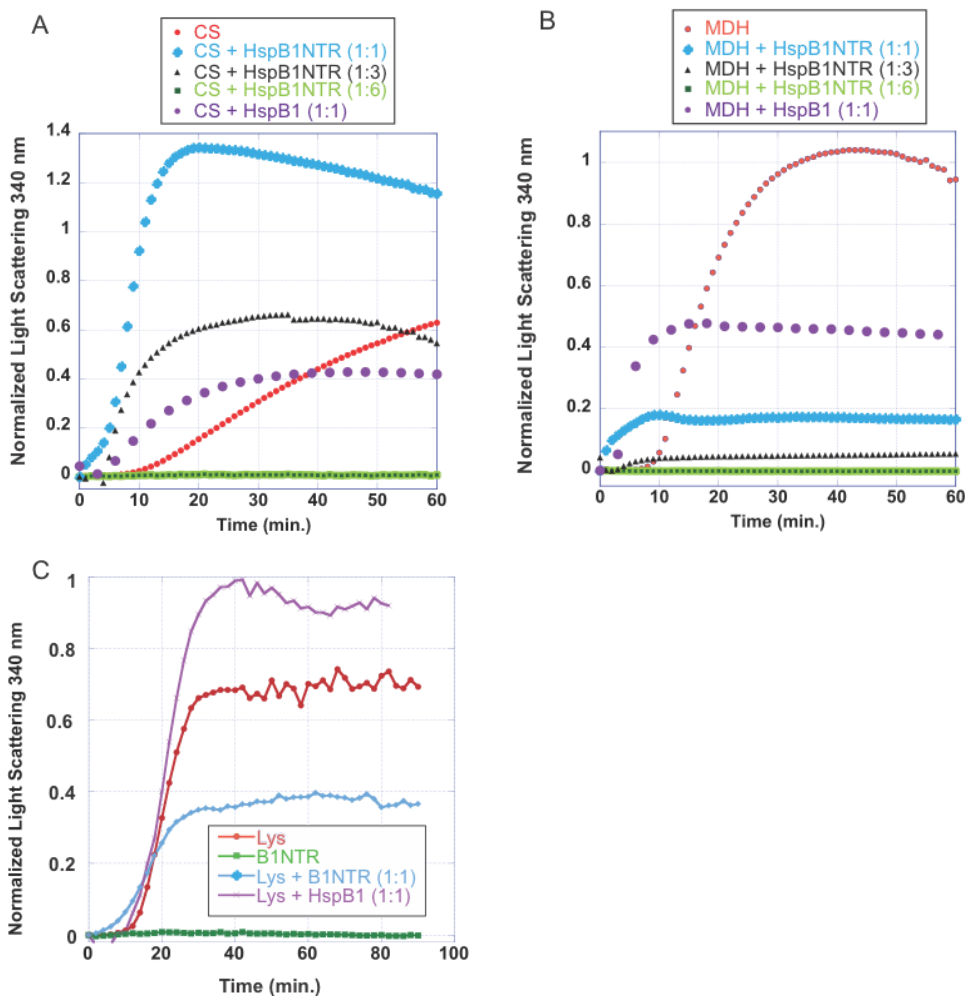 A
CS
CS + HspB1NTR (1:1)
CS + HspB1NTR (1:3)
CS + HspB1NTR (1:6)
CS + HspB1 (1:1)
Normalized Light Scattering 340 nm
1.4
1.2
1
0.8
0.6
0.4
0.2
0
0 10 20 30 40 50 60
Time (min.)
B
MDH
MDH + HspB1NTR (1:1)
MDH + HspB1NTR (1:3)
MDH + HspB1NTR (1:6)
MDH + HspB1 (1:1)
Normalized Light Scattering 340 nm
1
0.8
0.6
0.4
0.2
0
0 10 20 30 40 50 60
Time (min.)
C
Normalized Light Scattering 340 nm
1
0.8
0.6
0.4
0.2
0
Lys
B1NTR
Lys + B1NTR (1:1)
Lys + HspB1 (1:1)
0 20 40 60 80 100
Time (min.)